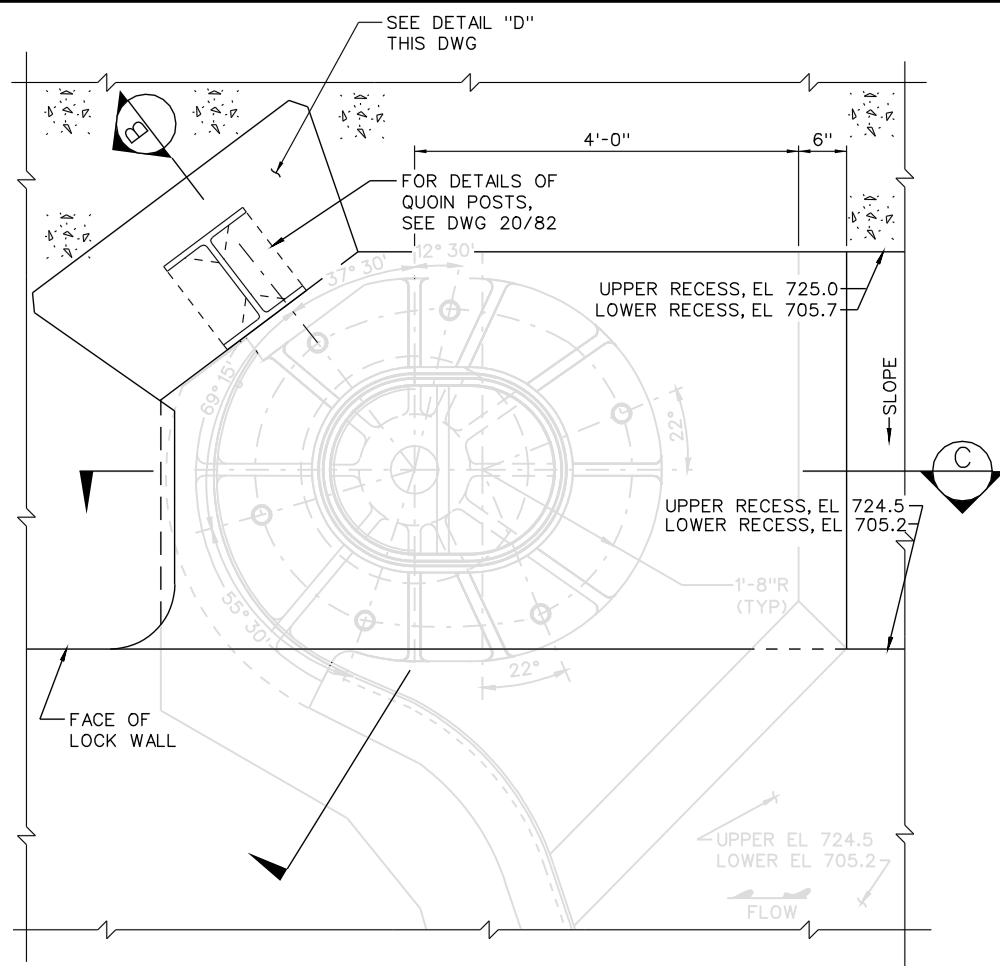 SEE DETAIL "D"
THIS DWG
B
4'-0"
6"
FOR DETAILS OF
QUOIN POSTS,
SEE DWG 20/82
12° 30'
37° 30'
UPPER RECESS, EL 725.0
LOWER RECESS, EL 705.7
69° 15'
SLOPE
22°
C
UPPER RECESS, EL 724.5
LOWER RECESS, EL 705.2
1'-8"R
(TYP)
55° 30'
22°
FACE OF
LOCK WALL
UPPER EL 724.5
LOWER EL 705.2
FLOW